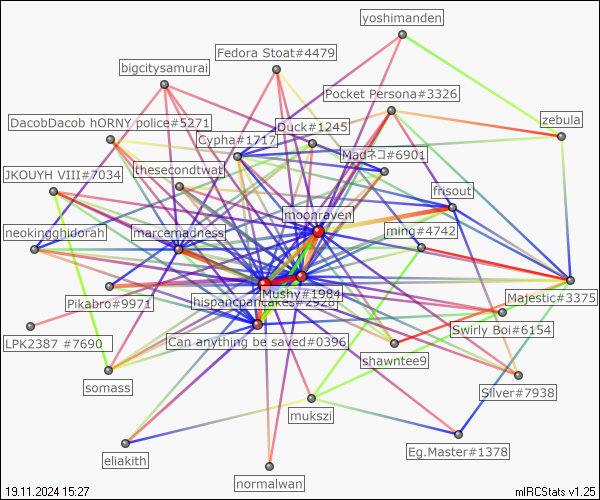 yoshimanden
Fedora Stoat#4479
bigcitysamurai
Pocket Persona#3326
zebula
DacobDacob hORNY police#5271
Duck#1245
Cypha#1717
Madネコ#6901
JKOUYH VIII#7034
thesecondtwat
frisout
moonraven
neokingghidorah
marcemadness
ming#4742
Mushy#1984
Majestic#3375
Pikabro#9971
hispancpancakes#2928
Swirly Boi#6154
LPK2387 #7690
Can anything be saved#0396
shawntee9
somass
Silver#7938
mukszi
eliakith
Eg.Master#1378
normalwan
19.11.2024 15:27
mIRCStats v1.25